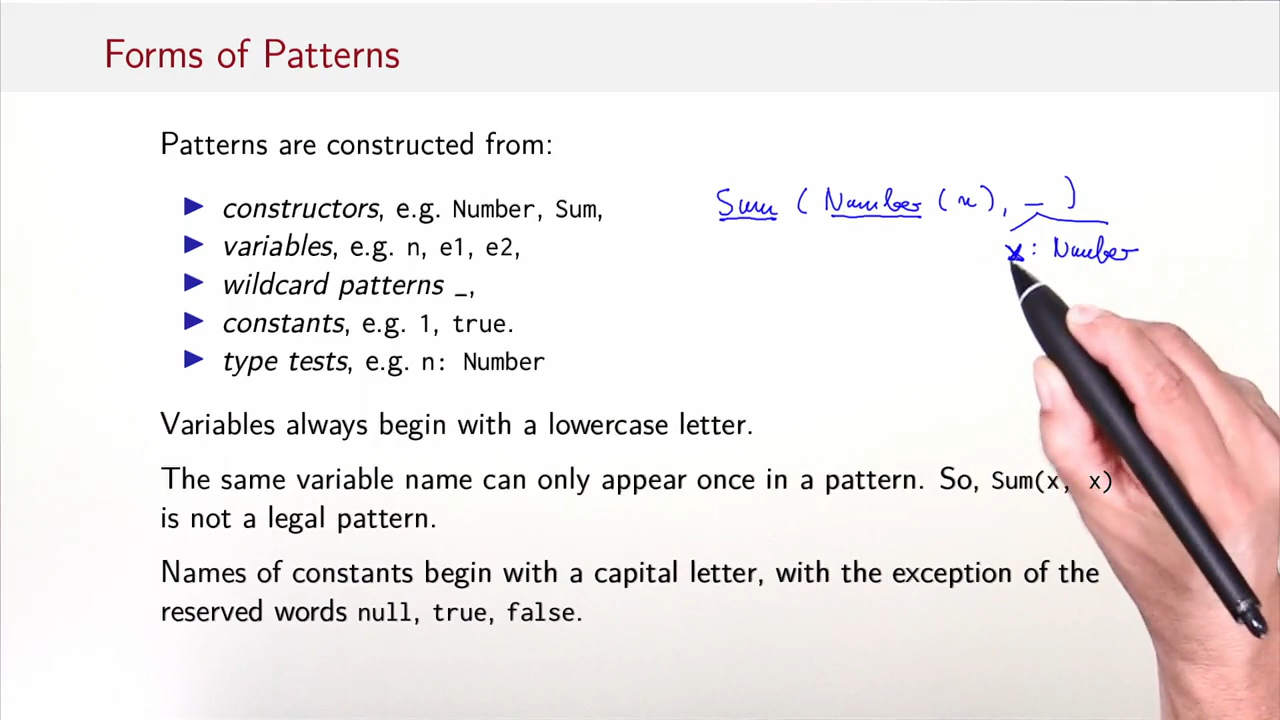 Forms of Patterns
Patterns are constructed from:
▶ constructors, e.g. Number, Sum,
▶ variables, e.g. n, e1, e2,
▶ wildcard patterns _,
▶ constants, e.g. 1, true.
▶ type tests, e.g. n: Number
Sum ( Number (n), _ )
x: Number
Variables always begin with a lowercase letter.
The same variable name can only appear once in a pattern. So, Sum(x, x)
is not a legal pattern.
Names of constants begin with a capital letter, with the exception of the
reserved words null, true, false.